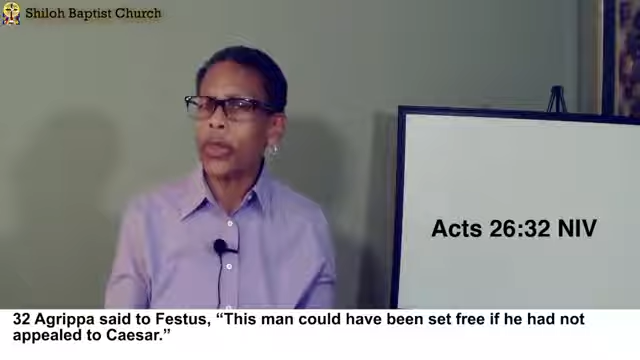 Shiloh Baptist Church
Acts 26:32 NIV
32 Agrippa said to Festus, “This man could have been set free if he had not
appealed to Caesar.”